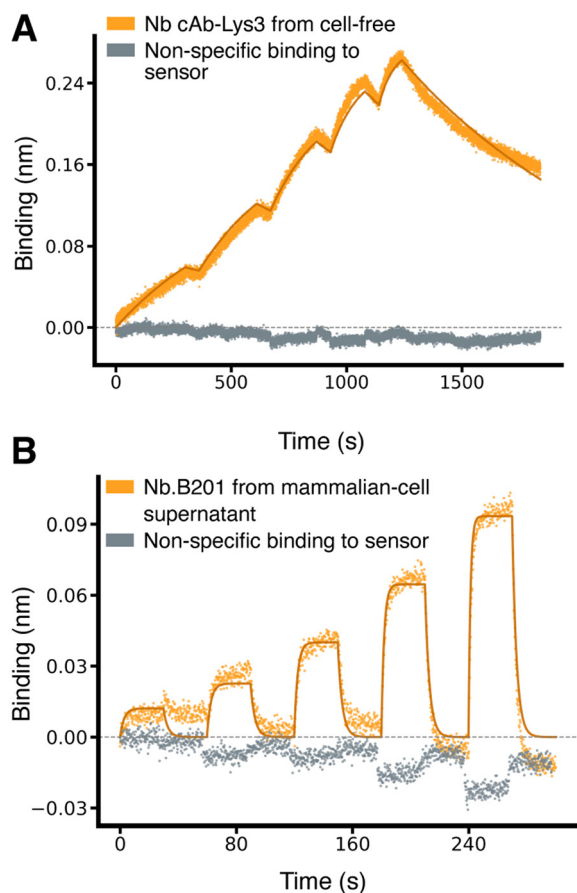 A
Nb cAb-Lys3 from cell-free
Non-specific binding to
sensor
Binding (nm)
0.24
0.16
0.08
0.00
0
500
1000
1500
Time (s)
B
Nb.B201 from mammalian-cell
supernatant
Non-specific binding to sensor
Binding (nm)
0.09
0.06
0.03
0.00
−0.03
0
80
160
240
Time (s)